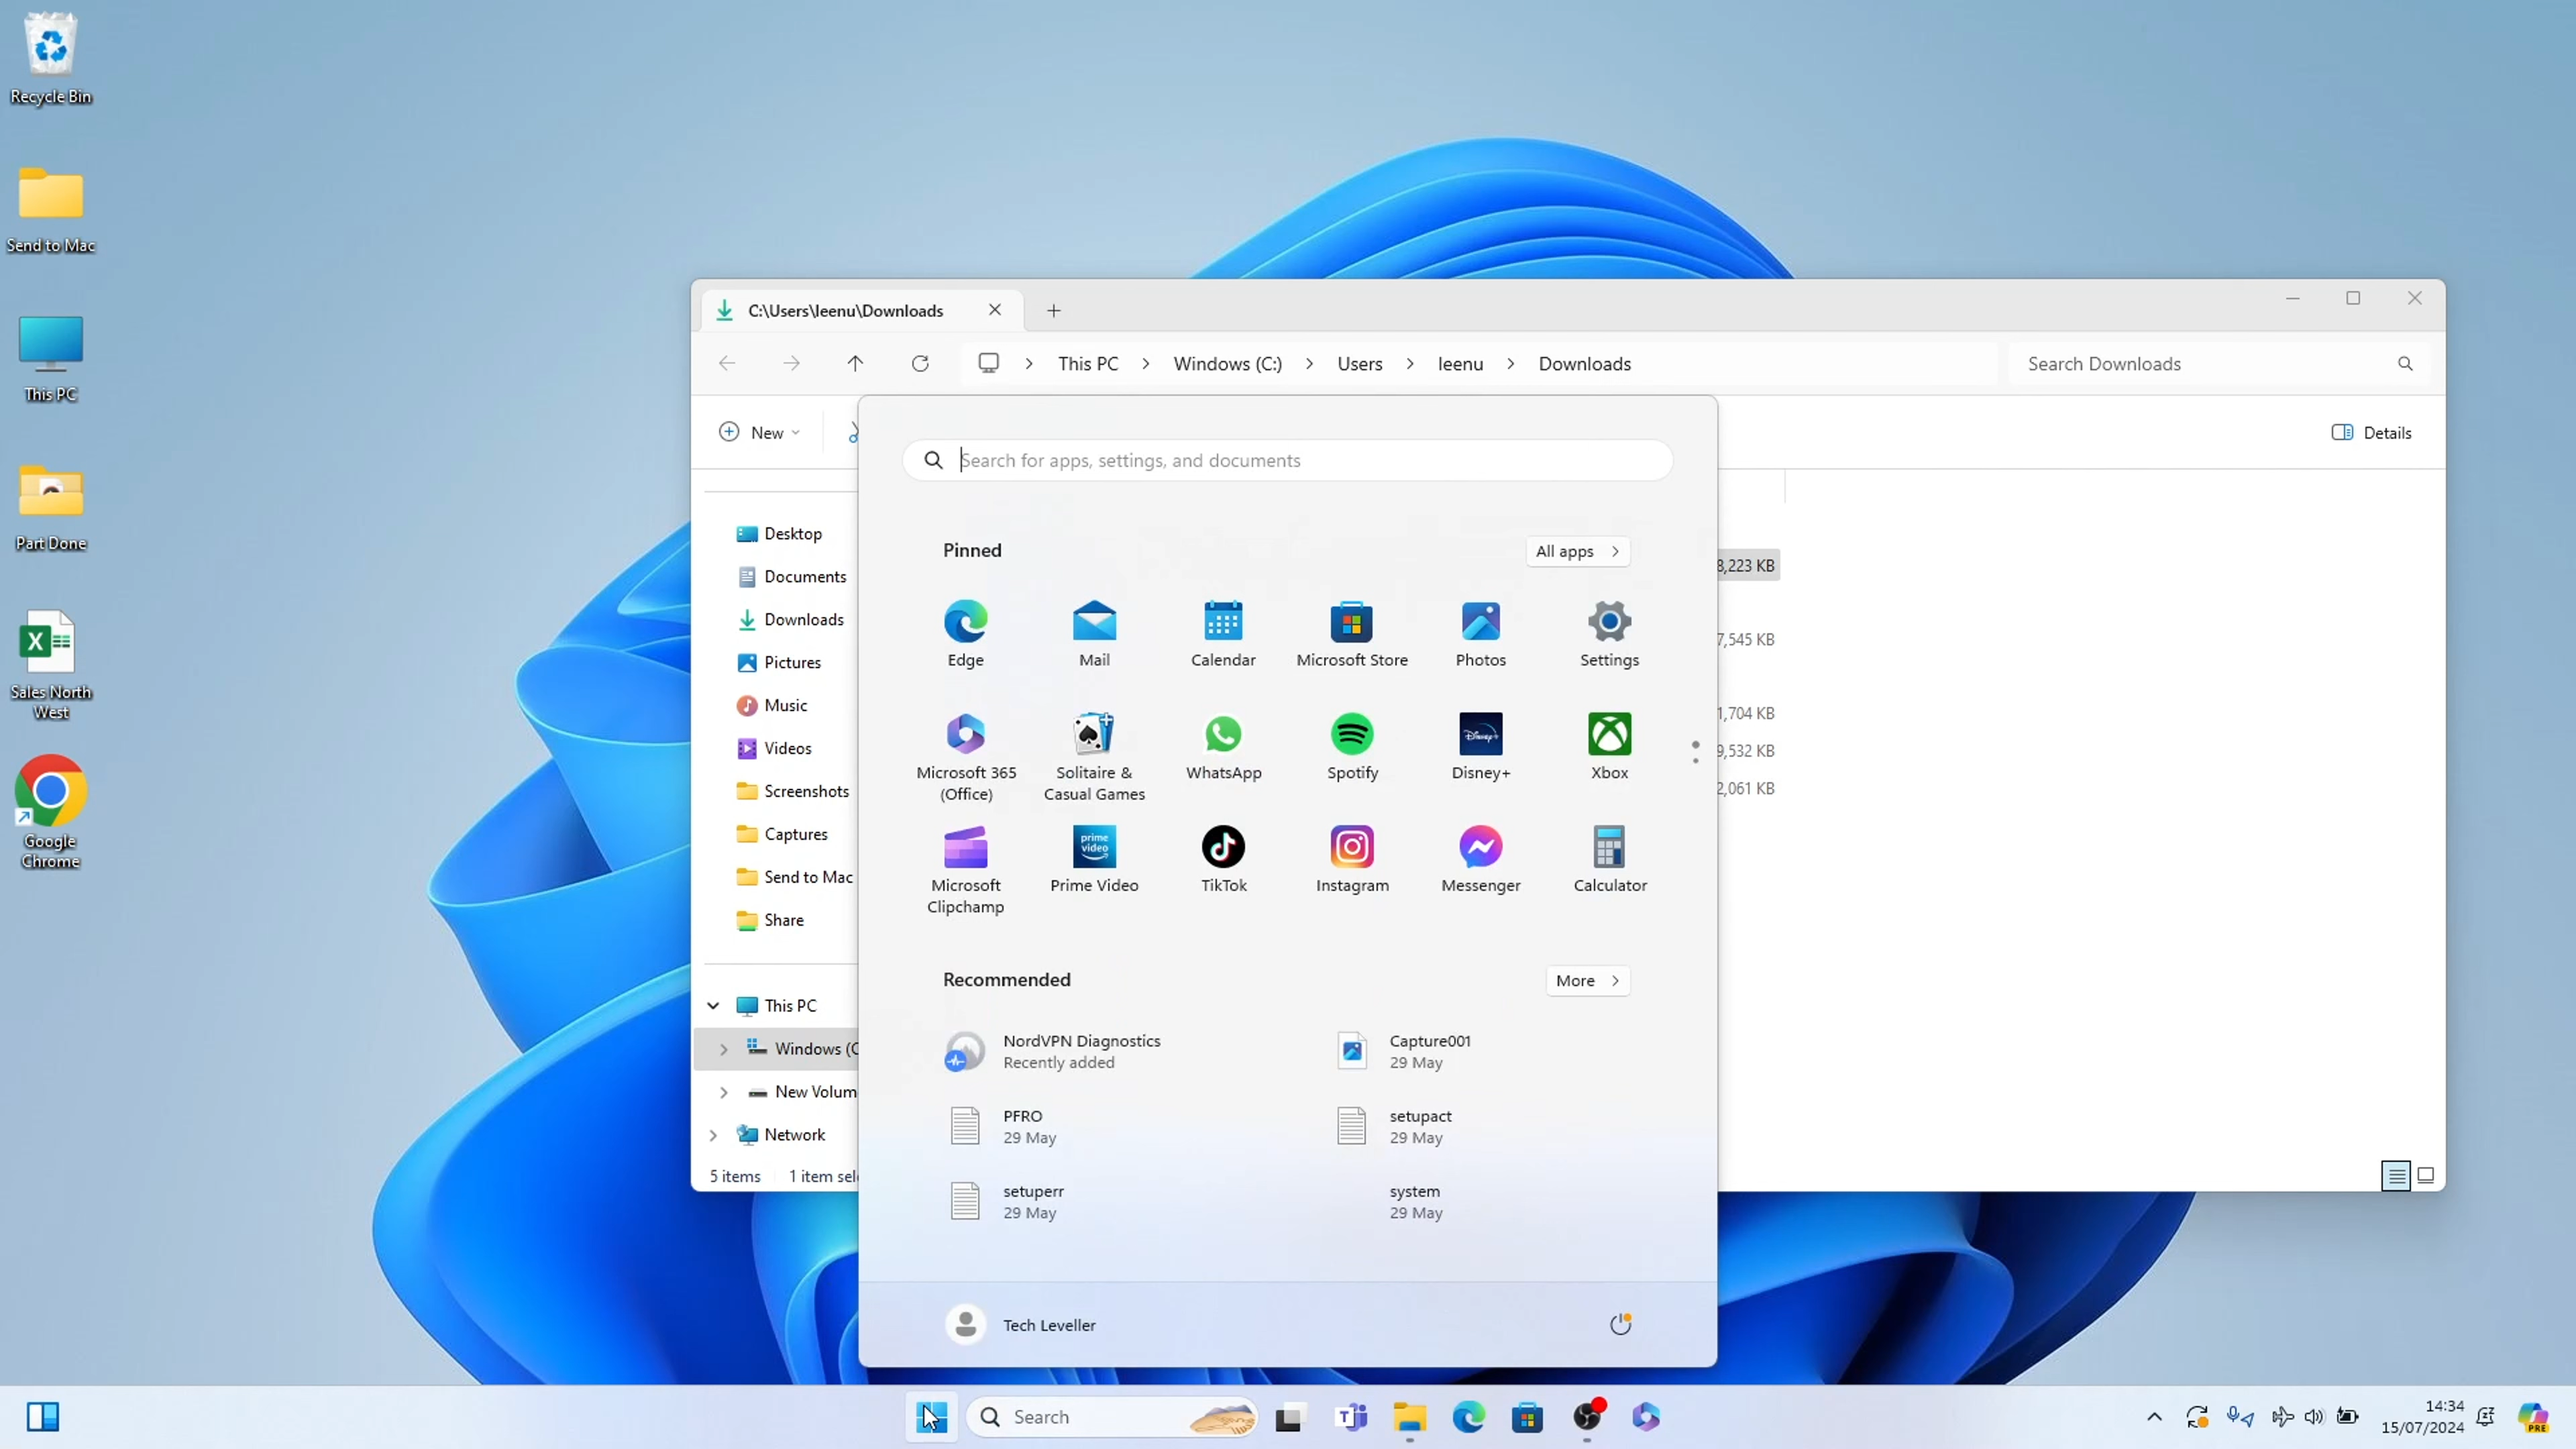 Recycle Bin
Send to Mac
This PC
Part Done
Sales North
West
Google
Chrome
C:\Users\leenu\Downloads
This PC
Windows (C:)
Users
leenu
Downloads
Search Downloads
New
Details
Desktop
Documents
Downloads
Pictures
Music
Videos
Screenshots
Captures
Send to Mac
Share
This PC
Windows (C
New Volum
Network
5 items
1 item sele
8,223 KB
7,545 KB
1,704 KB
9,532 KB
2,061 KB
Search for apps, settings, and documents
Pinned
All apps
Edge
Mail
Calendar
Microsoft Store
Photos
Settings
Microsoft 365
(Office)
Solitaire &
Casual Games
WhatsApp
Spotify
Disney+
Disney+
Xbox
Microsoft
Clipchamp
prime
video
Prime Video
TikTok
Instagram
Messenger
Calculator
Recommended
More
NordVPN Diagnostics
Recently added
Capture001
29 May
PFRO
29 May
setupact
29 May
setuperr
29 May
system
29 May
Tech Leveller
Search
14:34
15/07/2024
PRE